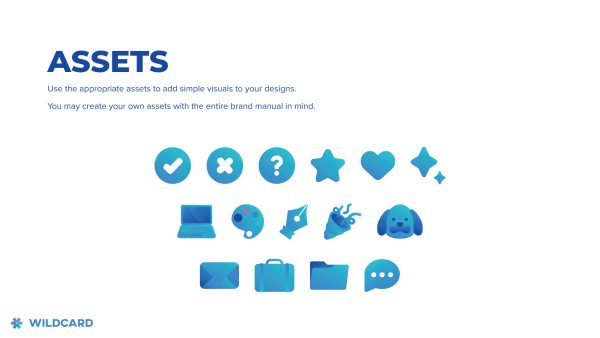 ASSETS
Use the appropriate assets to add simple visuals to your designs.
You may create your own assets with the entire brand manual in mind.
?
WILDCARD